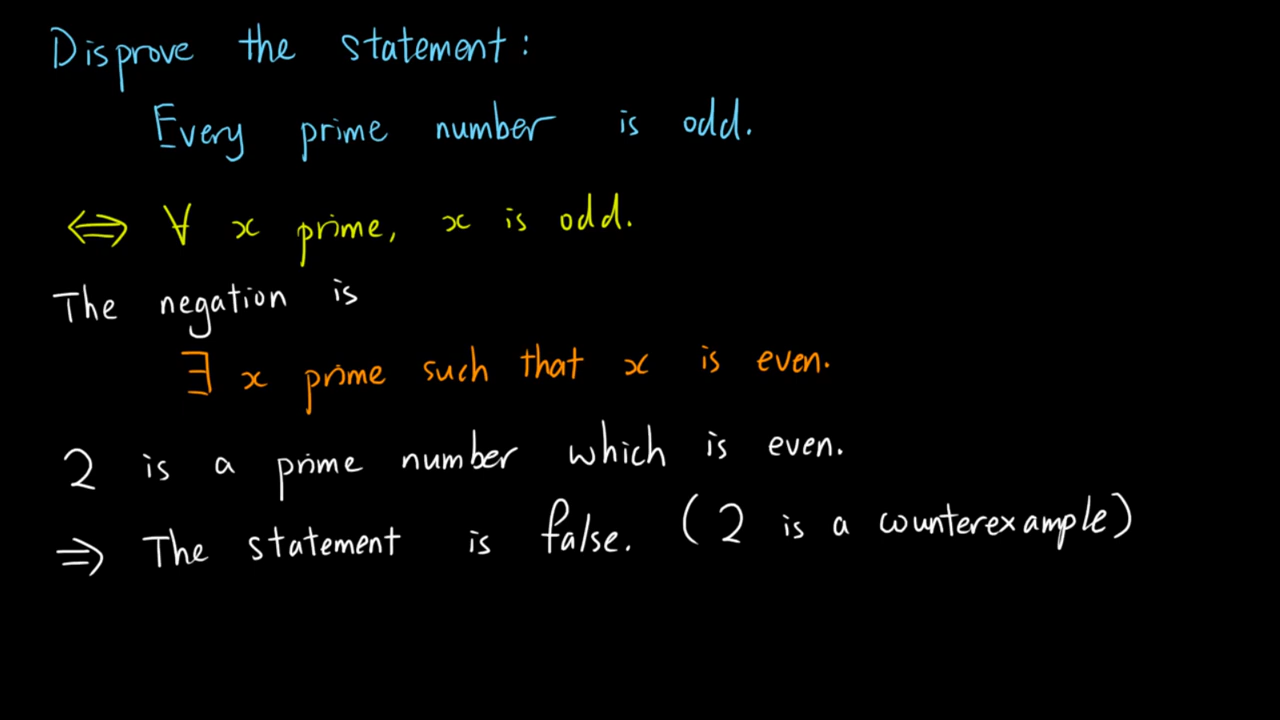 Disprove the statement:
Every prime number is odd.
⇔ ∀ x prime, x is odd.
The negation is
∃ x prime such that x is even.
2 is a prime number which is even.
⇒ The statement is false. (2 is a counterexample)